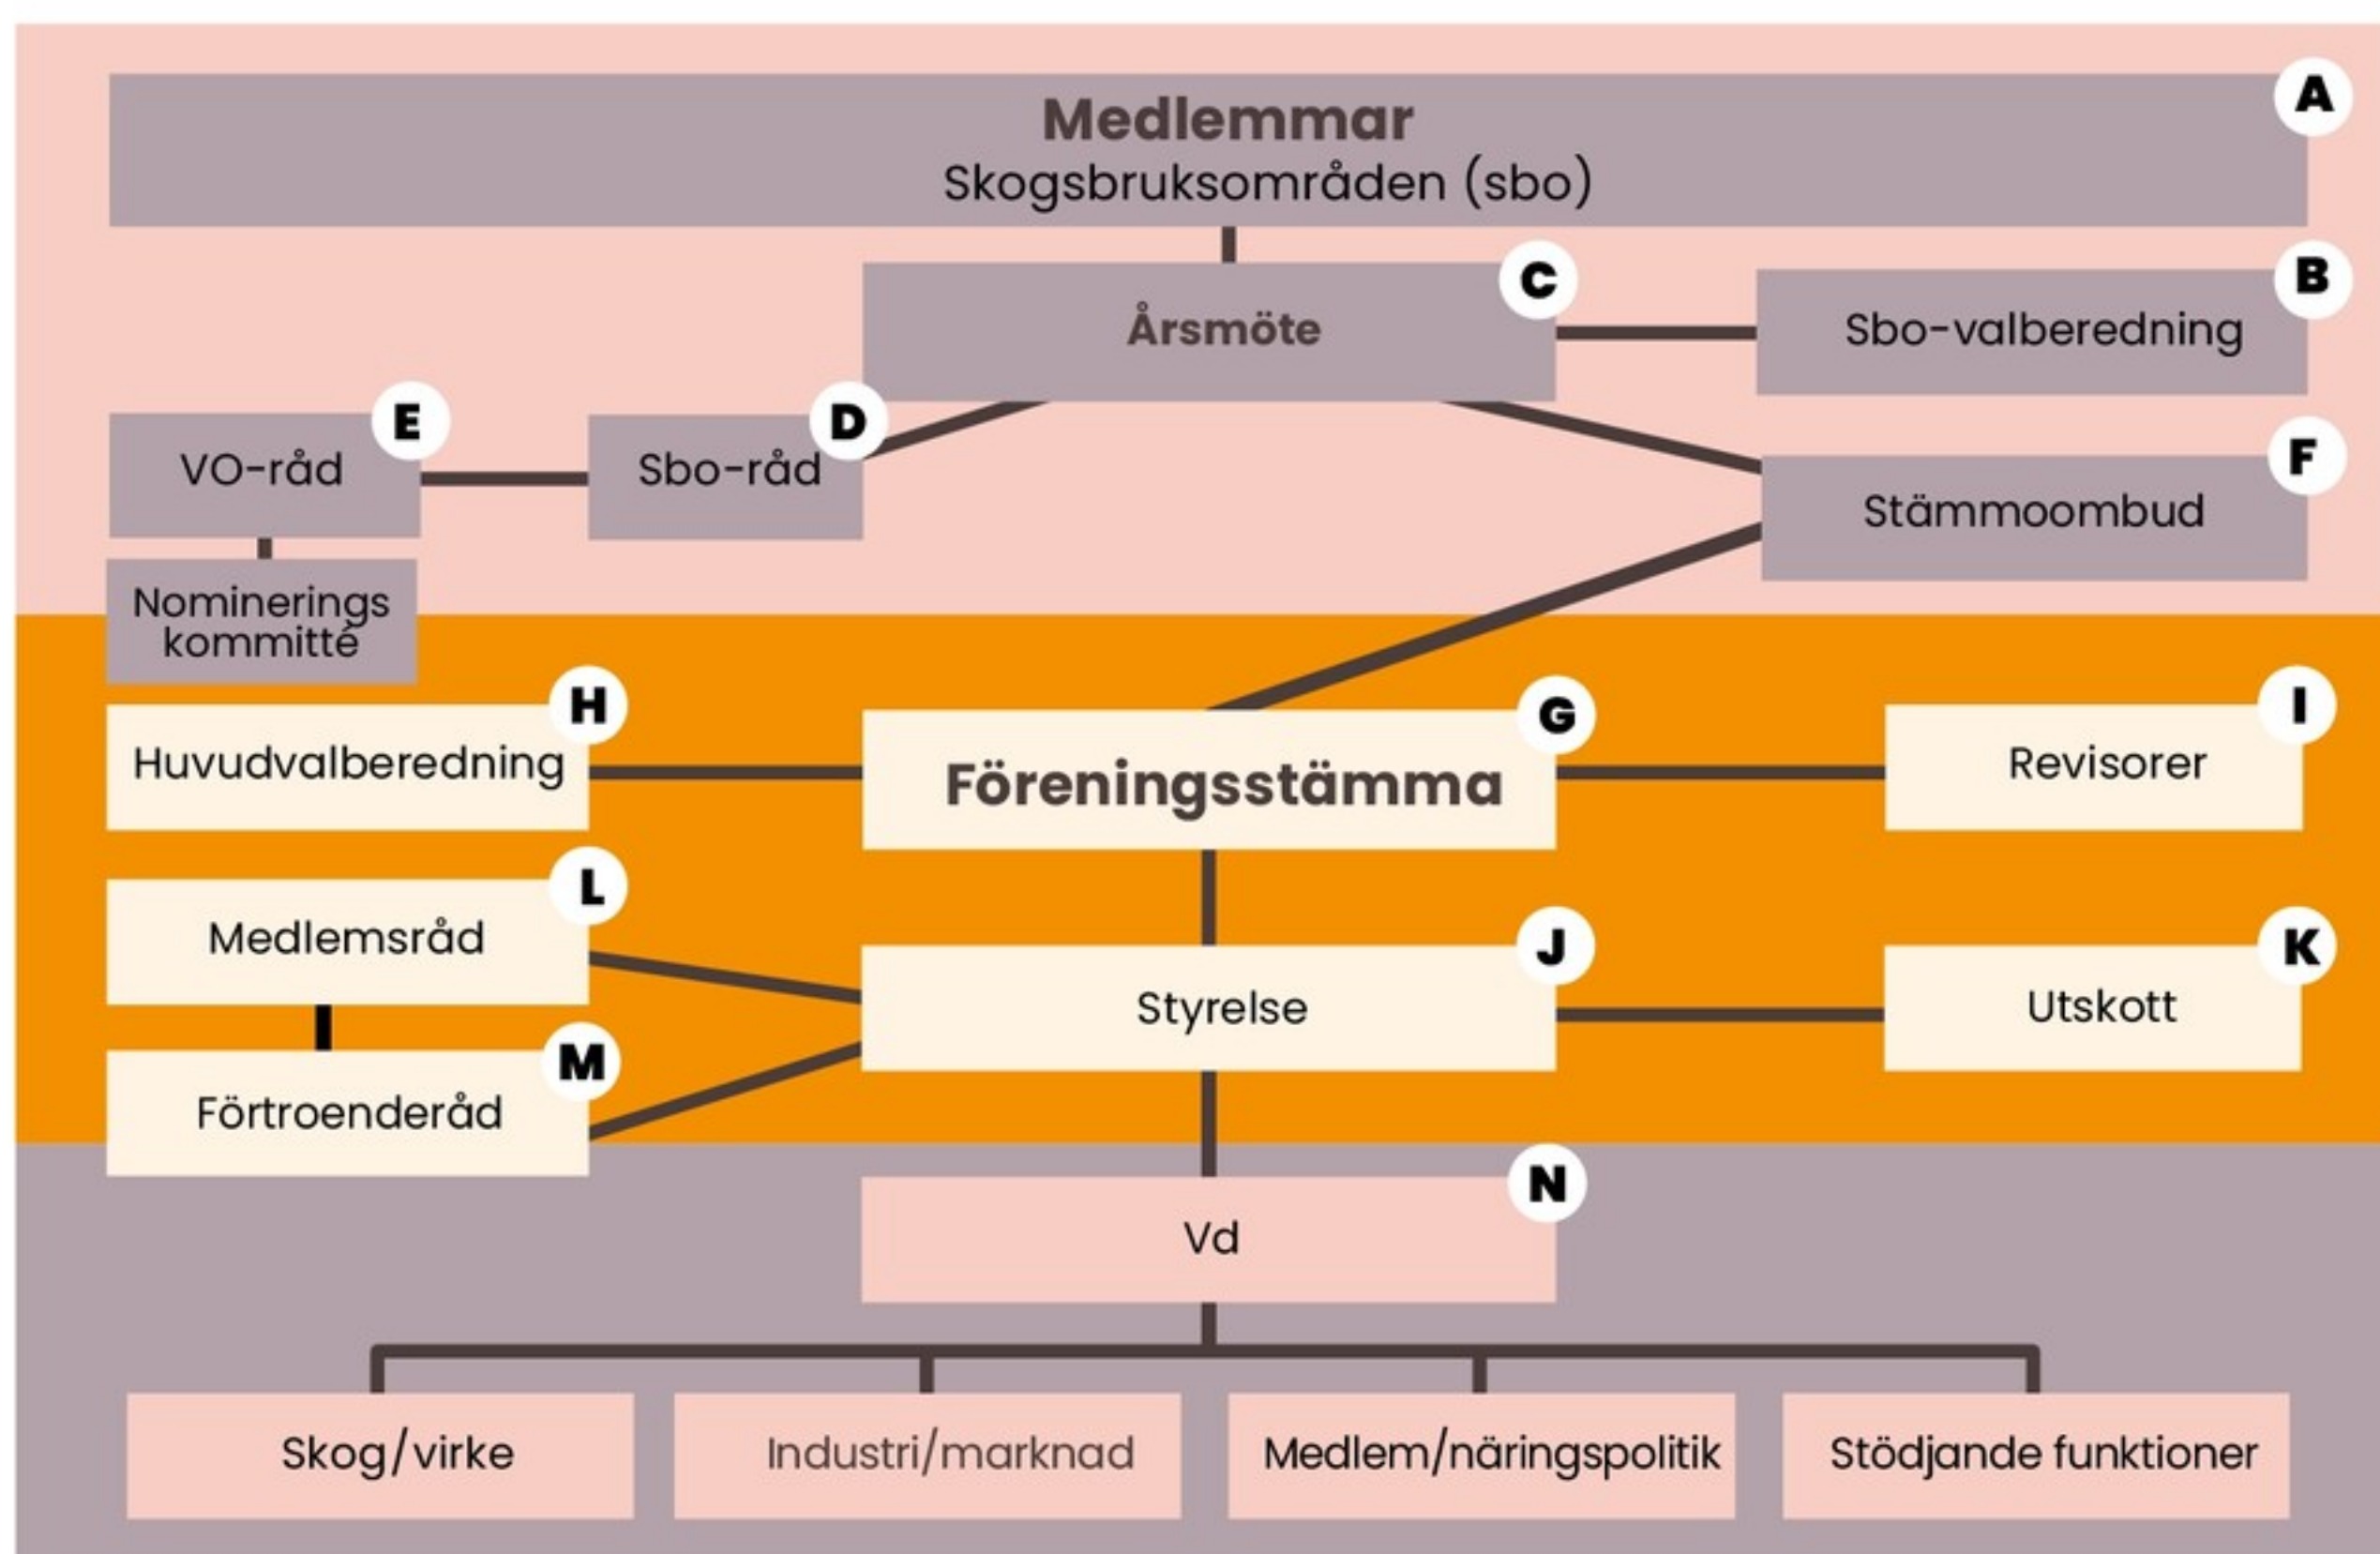 A
Medlemmar
Skogsbruksområden (sbo)
C
Årsmöte
B
Sbo-valberedning
E
VO-råd
D
Sbo-råd
F
Stämmoombud
Nominerings
kommitté
H
Huvudvalberedning
G
Föreningsstämma
I
Revisorer
L
Medlemsråd
J
Styrelse
K
Utskott
M
Förtroenderåd
N
Vd
Skog/virke
Industri/marknad
Medlem/näringspolitik
Stödjande funktioner